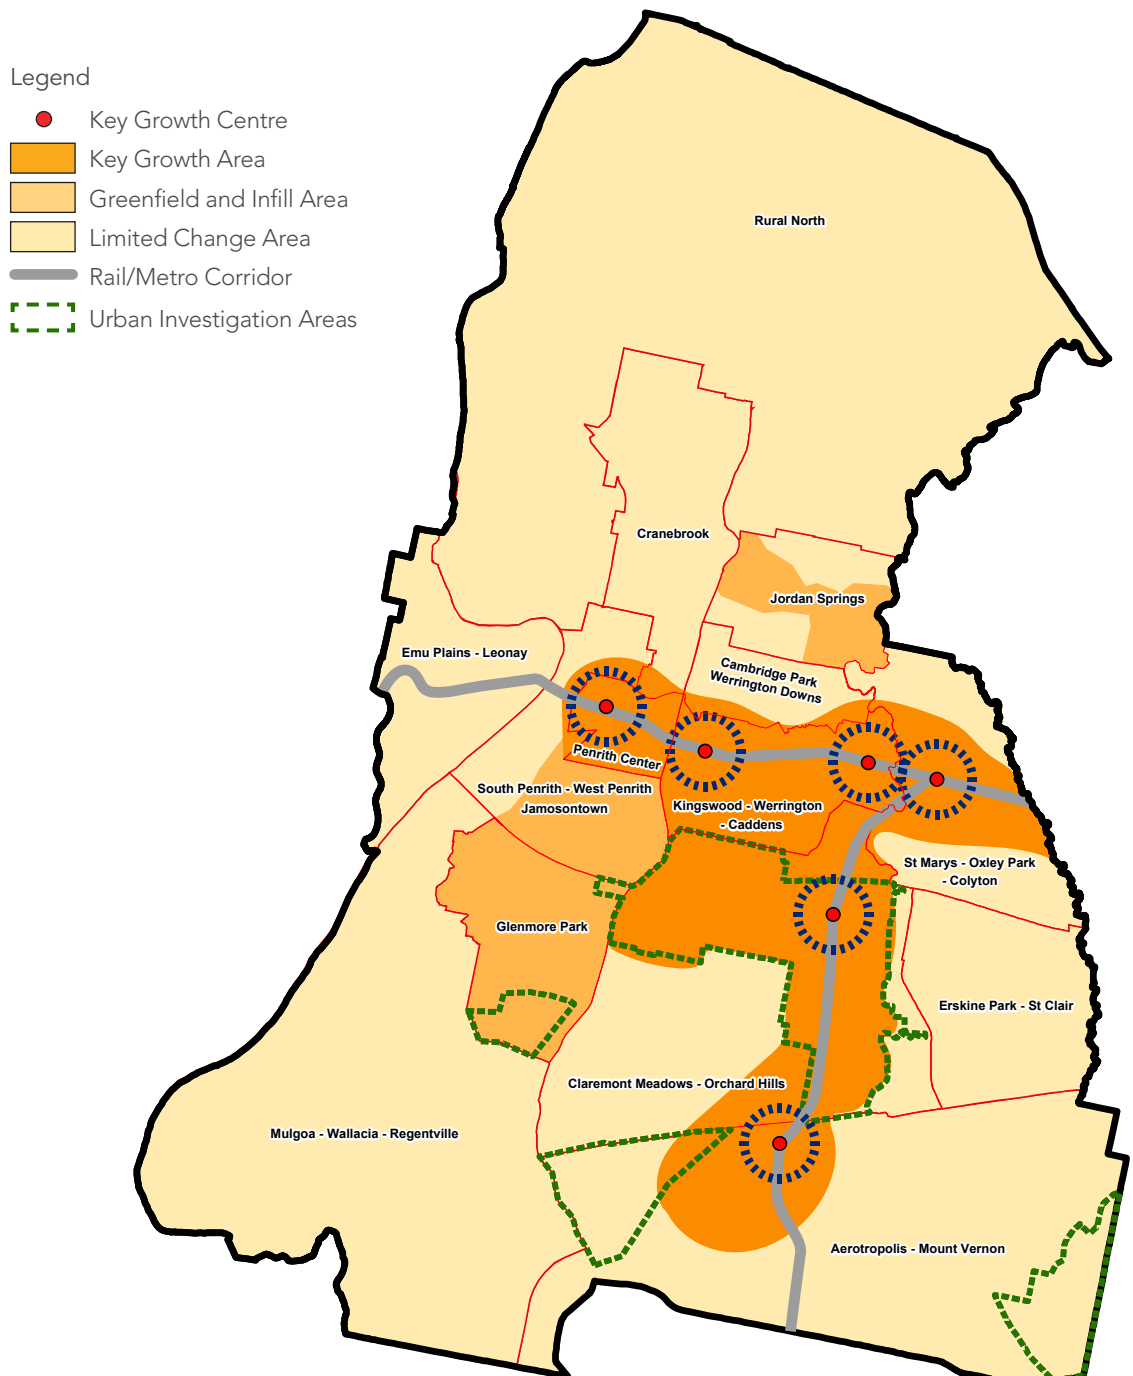 Legend
Key Growth Centre
Key Growth Area
Greenfield and Infill Area
Limited Change Area
Rail/Metro Corridor
Urban Investigation Areas
Rural North
Cranebrook
Jordan Springs
Emu Plains - Leonay
Cambridge Park
Werrington Downs
Penrith Center
South Penrith - West Penrith
Jamosontown
Kingswood - Werrington
- Caddens
St Marys - Oxley Park
- Colyton
Glenmore Park
Erskine Park - St Clair
Claremont Meadows - Orchard Hills
Mulgoa - Wallacia - Regentville
Aerotropolis - Mount Vernon